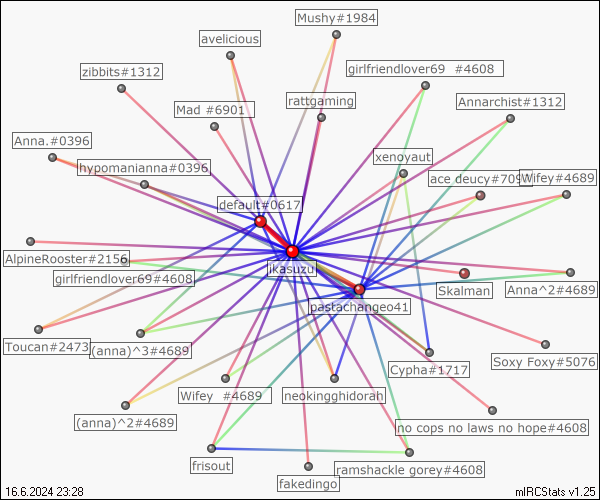 Mushy#1984
avelicious
zibbits#1312
girlfriendlover69 #4608
Mad #6901
rattgaming
Annarchist#1312
Anna.#0396
hypomanianna#0396
xenoyaut
ace deucy#709
Wifey#4689
default#0617
AlpineRooster#2156
ikasuzu
girlfriendlover69#4608
Skalman
Anna^2#4689
pastachangeo41
Toucan#2473
(anna)^3#4689
Cypha#1717
Soxy Foxy#5076
Wifey #4689
neokingghidorah
(anna)^2#4689
no cops no laws no hope#4608
frisout
fakedingo
ramshackle gorey#4608
16.6.2024 23:28
mIRCStats v1.25